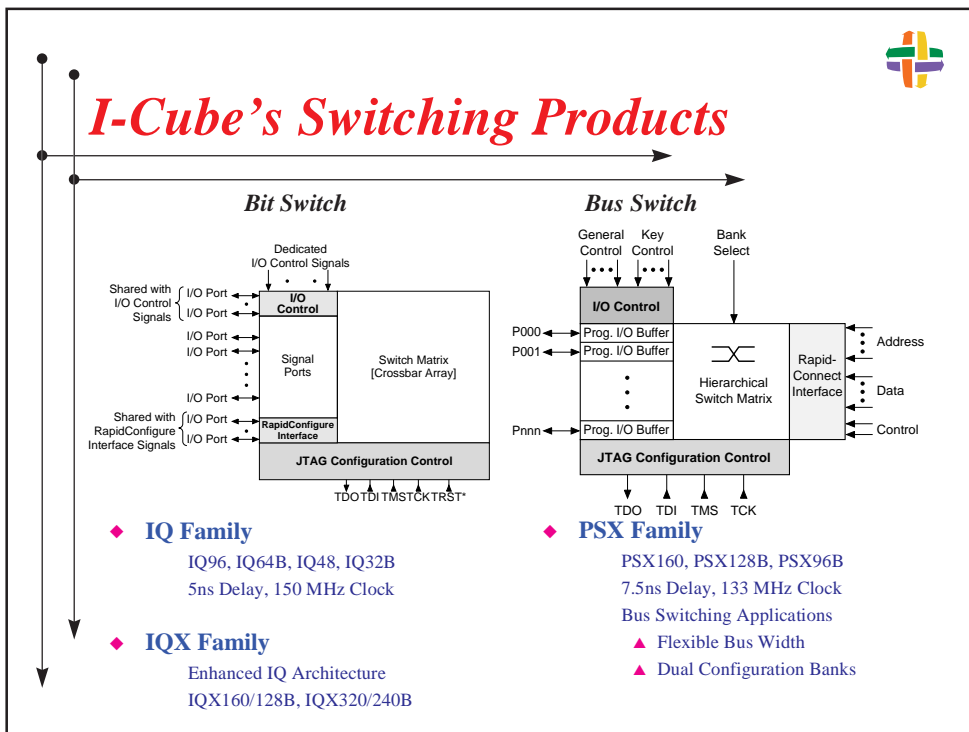 I-Cube's Switching Products
Bit Switch
Dedicated
I/O Control Signals
Shared with
I/O Control
Signals
I/O Port
I/O Port
I/O Control
I/O Port
I/O Port
I/O Port
Signal
Ports
Switch Matrix
[Crossbar Array]
Shared with
RapidConfigure
Interface Signals
I/O Port
I/O Port
RapidConfigure
Interface
JTAG Configuration Control
TDO TDI TMS TCK TRST*
Bus Switch
General
Control
Key
Control
Bank
Select
I/O Control
P000
Prog. I/O Buffer
P001
Prog. I/O Buffer
Pnnn
Prog. I/O Buffer
Hierarchical
Switch Matrix
Rapid-
Connect
Interface
Address
Data
Control
JTAG Configuration Control
TDO TDI TMS TCK
IQ Family
IQ96, IQ64B, IQ48, IQ32B
5ns Delay, 150 MHz Clock
IQX Family
Enhanced IQ Architecture
IQX160/128B, IQX320/240B
PSX Family
PSX160, PSX128B, PSX96B
7.5ns Delay, 133 MHz Clock
Bus Switching Applications
Flexible Bus Width
Dual Configuration Banks